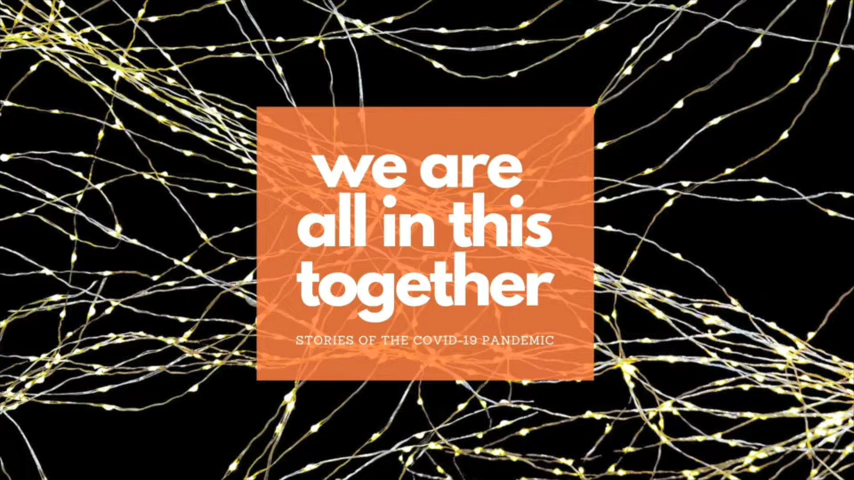 we are
all in this
together
STORIES OF THE COVID-19 PANDEMIC